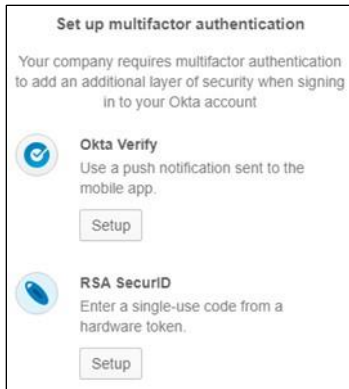 Set up multifactor authentication
Your company requires multifactor authentication
to add an additional layer of security when signing
in to your Okta account
Okta Verify
Use a push notification sent to the
mobile app.
Setup
RSA SecurID
Enter a single-use code from a
hardware token.
Setup